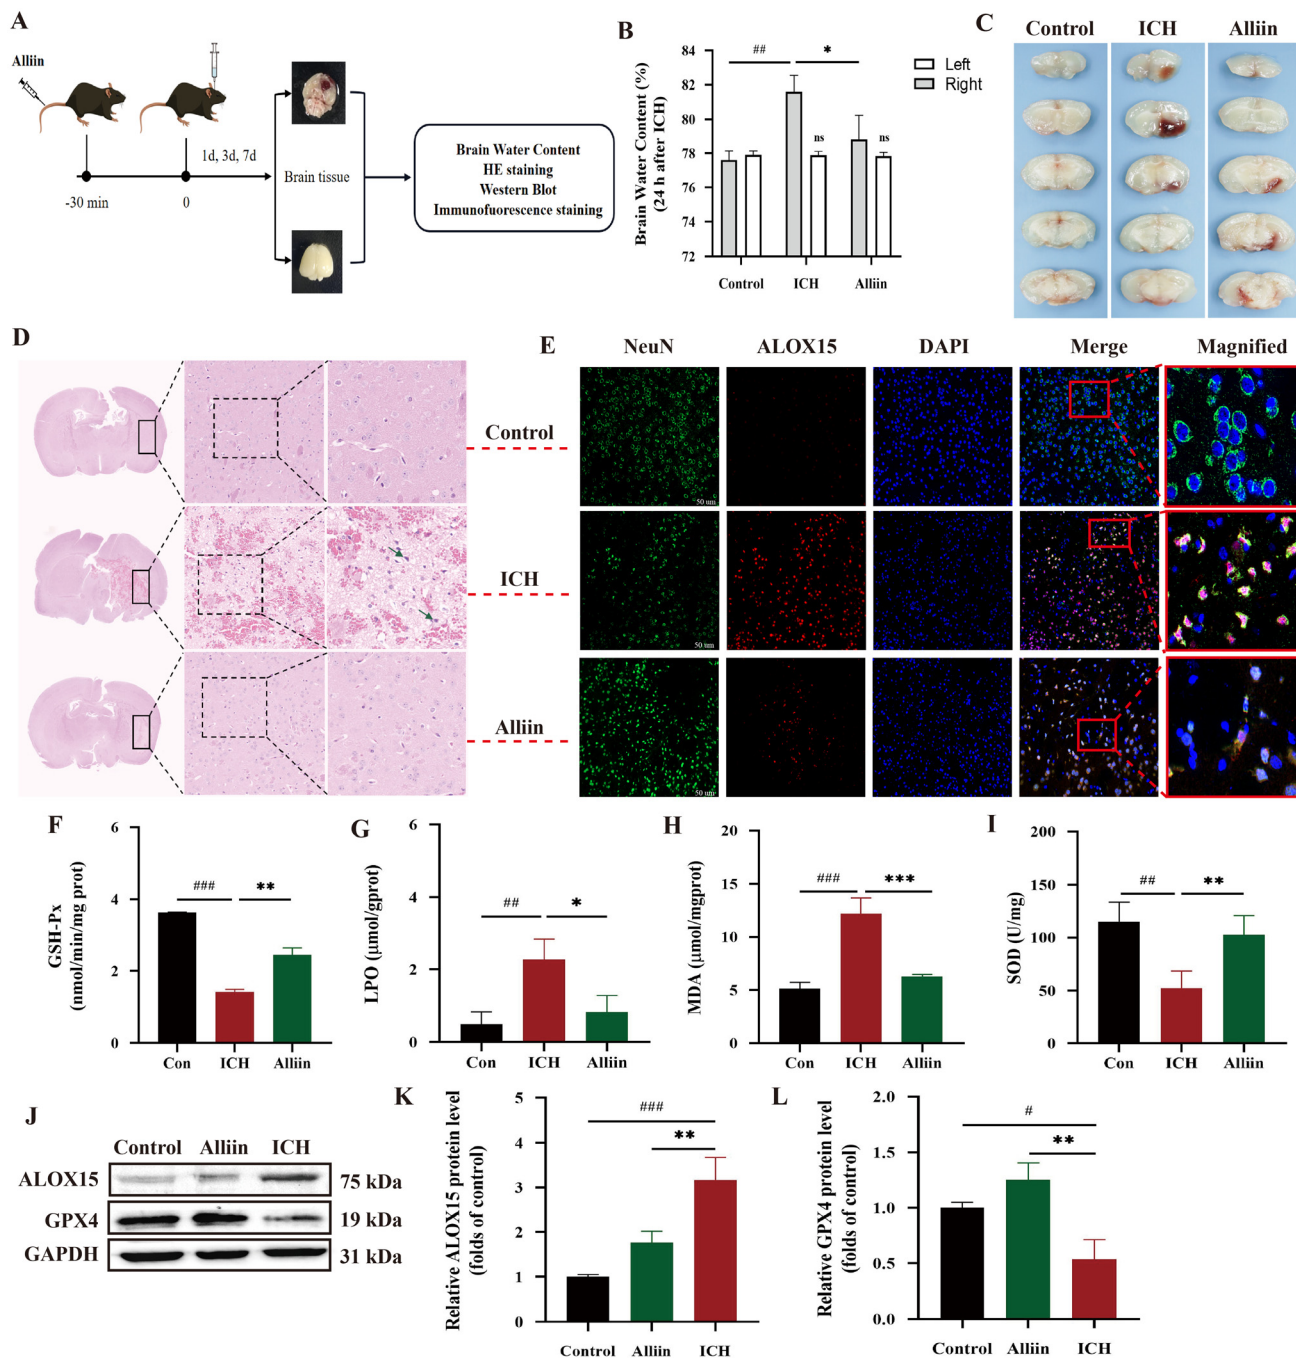 A
Alliin
1d, 3d, 7d
-30 min
0
Brain tissue
Brain Water Content
HE staining
Western Blot
Immunofuorescence staining
B
Brain Water Content (%)
(24 h after ICH)
84
82
80
78
76
74
72
##
*
ns
ns
Left
Right
Control
ICH
Alliin
C
Control
ICH
Alliin
D
Control
ICH
Alliin
E
NeuN
ALOX15
DAPI
Merge
Magnified
50 um
50 um
50 um
F
GSH-Px
(nmol/min/mg prot)
6
4
2
0
###
**
Con
ICH
Alliin
G
LPO (μmol/gprot)
6
4
2
0
##
*
Con
ICH
Alliin
H
MDA (μmol/mgprot)
20
15
10
5
0
###
***
Con
ICH
Alliin
I
SOD (U/mg)
200
150
100
50
0
##
**
Con
ICH
Alliin
J
Control
Alliin
ICH
ALOX15
75 kDa
GPX4
19 kDa
GAPDH
31 kDa
K
Relative ALOX15 protein level
(folds of control)
5
4
3
2
1
0
###
**
Control
Alliin
ICH
L
Relative GPX4 protein level
(folds of control)
2.0
1.5
1.0
0.5
0.0
#
**
Control
Alliin
ICH